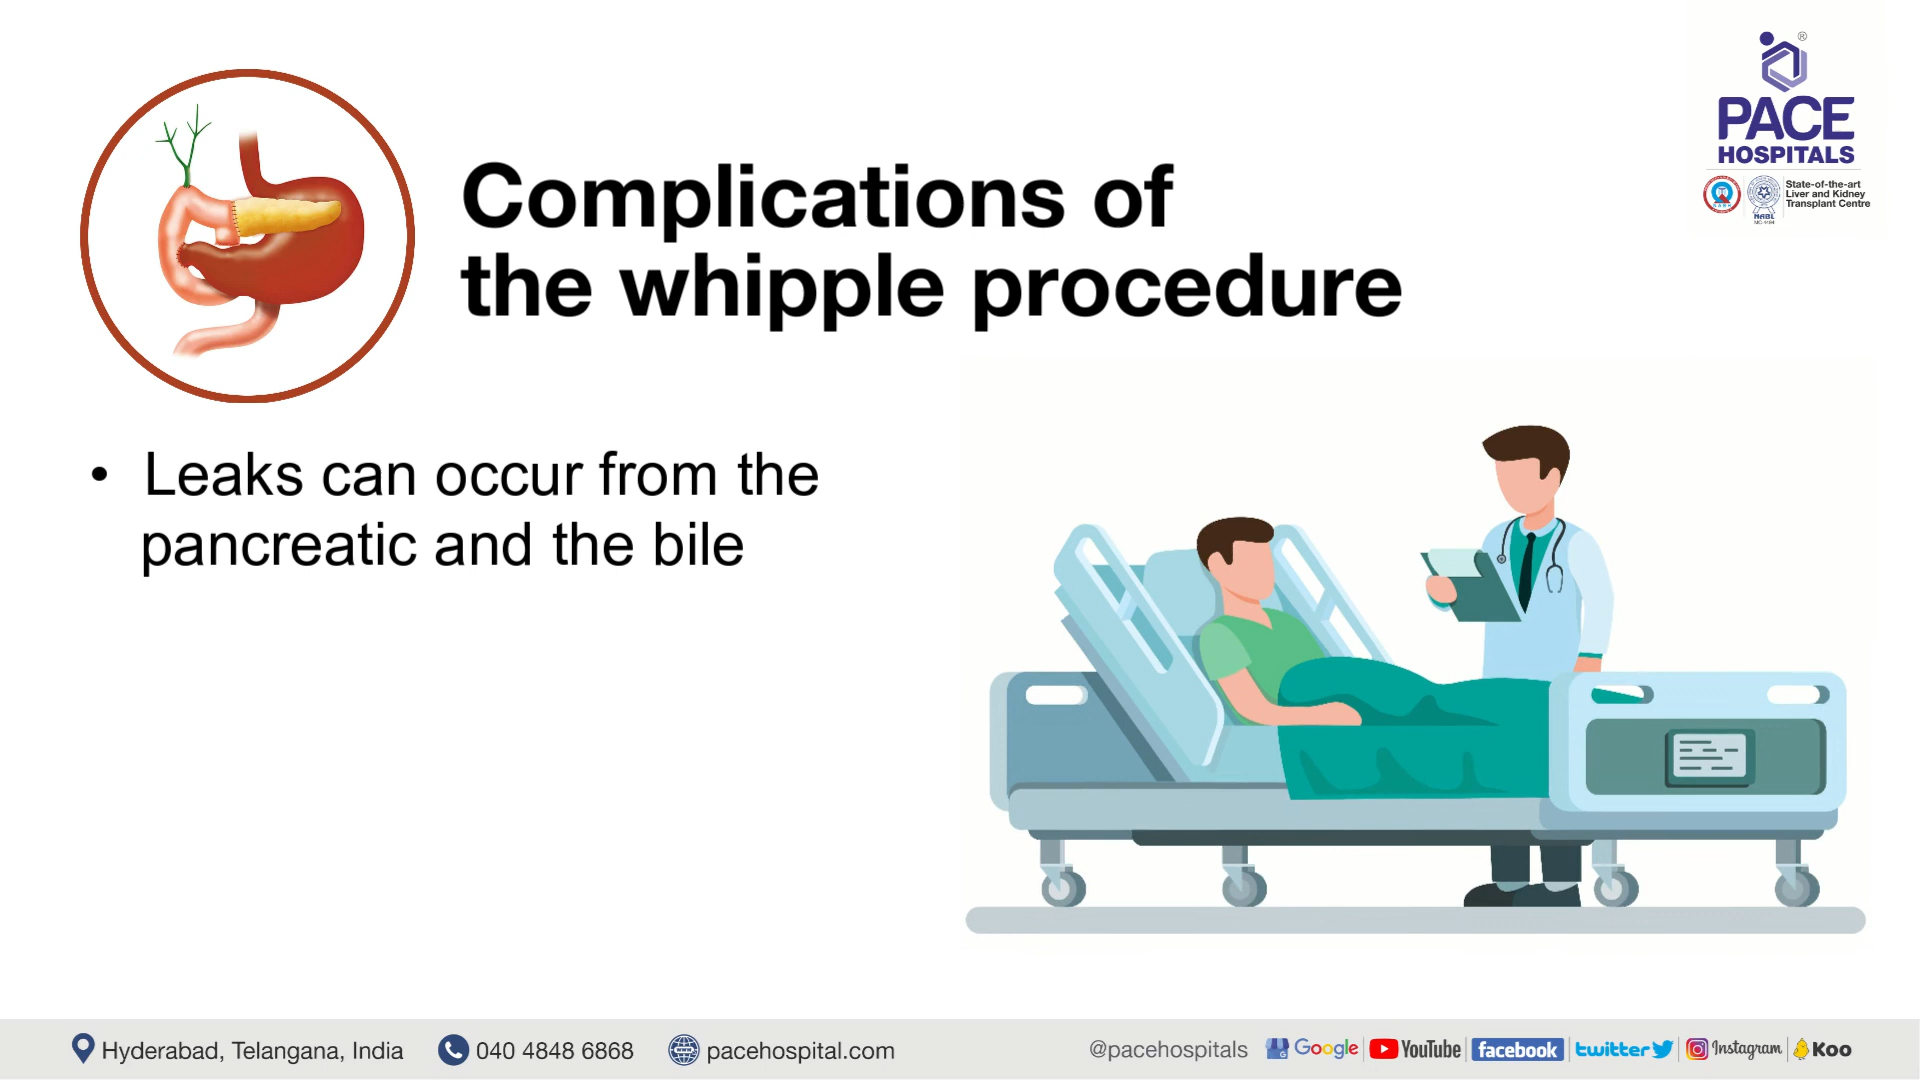 ®
PACE
HOSPITALS
State-of-the-art
Liver and Kidney
Transplant Centre
NABL
Complications of
the whipple procedure
• Leaks can occur from the
pancreatic and the bile
Hyderabad, Telangana, India
040 4848 6868
pacehospital.com
@pacehospitals
Google
YouTube
facebook
twitter
Instagram
Koo